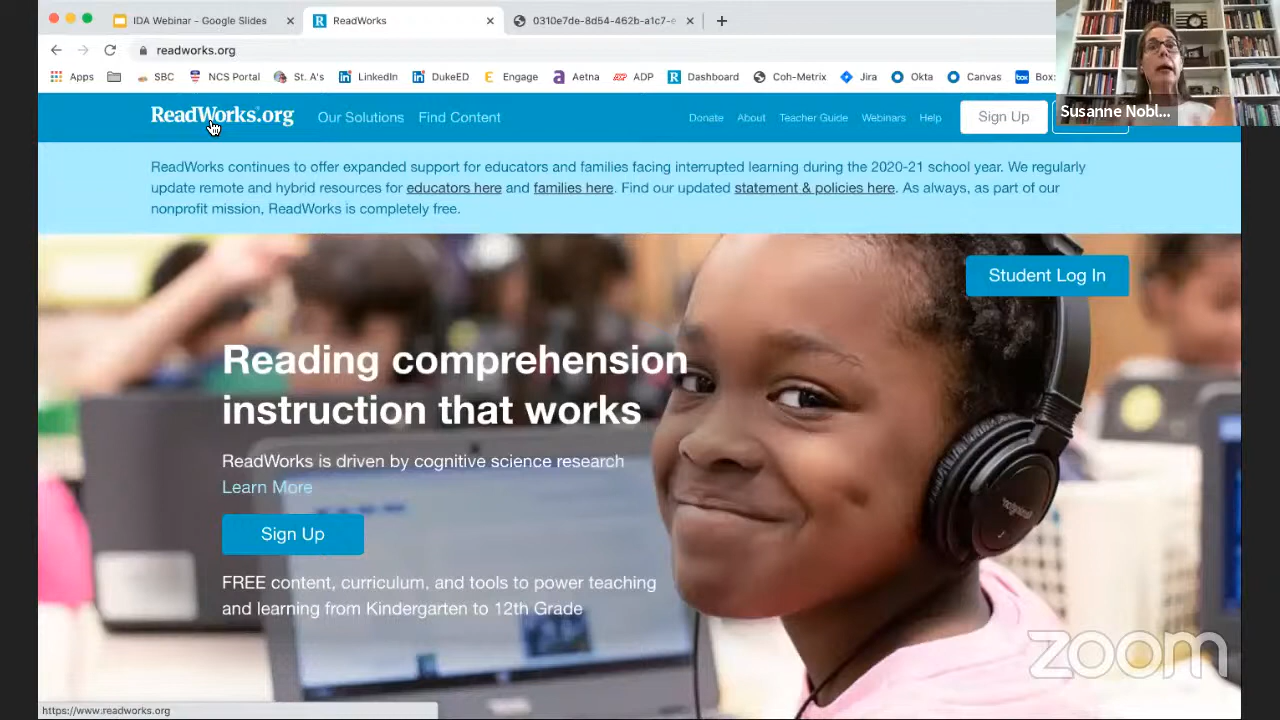 IDA Webinar - Google Slides
ReadWorks
0310e7de-8d54-462b-a1c7-
readworks.org
Apps SBC NCS Portal St. A's LinkedIn DukeED Engage Aetna ADP Dashboard Coh-Metrix Jira Okta Canvas Box:
Susanne Nobl...
ReadWorks.org Our Solutions Find Content Donate About Teacher Guide Webinars Help Sign Up
ReadWorks continues to offer expanded support for educators and families facing interrupted learning during the 2020-21 school year. We regularly
update remote and hybrid resources for educators here and families here. Find our updated statement & policies here. As always, as part of our
nonprofit mission, ReadWorks is completely free.
Student Log In
Reading comprehension
instruction that works
ReadWorks is driven by cognitive science research
Learn More
Sign Up
FREE content, curriculum, and tools to power teaching
and learning from Kindergarten to 12th Grade
zoom
https://www.readworks.org